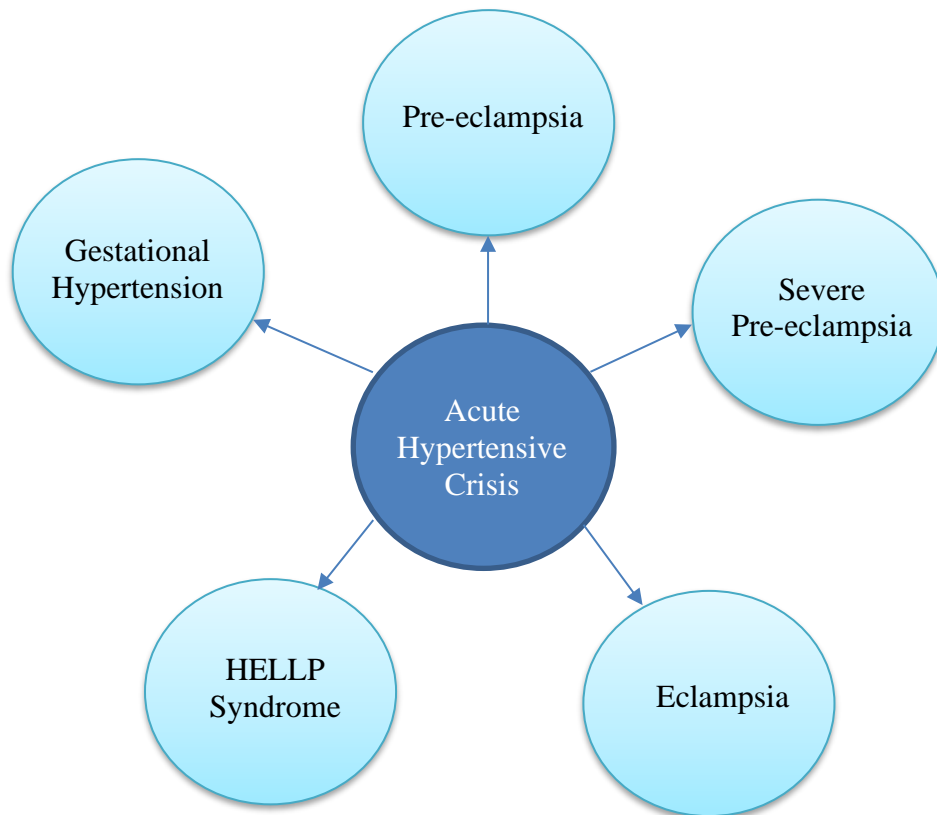 Pre-eclampsia
Gestational
Hypertension
Severe
Pre-eclampsia
Acute
Hypertensive
Crisis
HELLP
Syndrome
Eclampsia